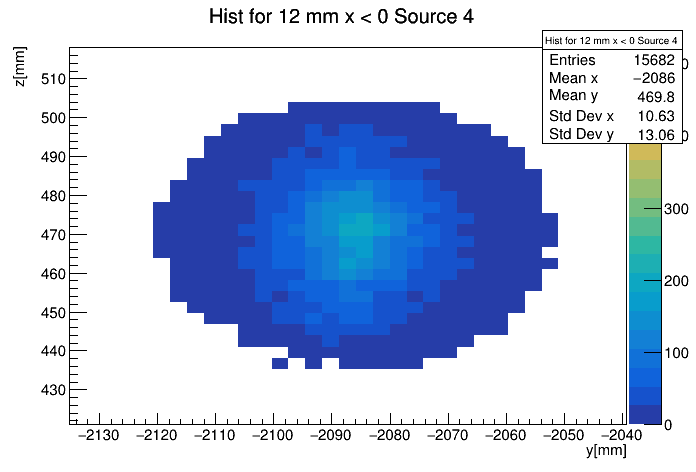 Hist for 12 mm x < 0 Source 4
z[mm]
Hist for 12 mm x < 0 Source 4
Entries 15682
Mean x −2086
Mean y 469.8
Std Dev x 10.63
Std Dev y 13.06
510
500
490
480
470
460
450
440
430
0
0
300
200
100
0
−2130 −2120 −2110 −2100 −2090 −2080 −2070 −2060 −2050 −2040
y[mm]